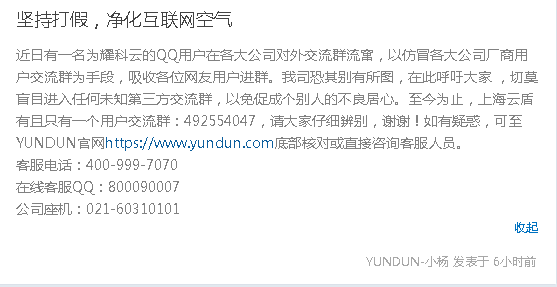 坚持打假，净化互联网空气
近日有一名为耀科云的QQ用户在各大公司对外交流群流窜，以仿冒各大公司厂商用
户交流群为手段，吸收各位网友用户进群。我司恐其别有所图，在此呼吁大家 ，切莫
盲目进入任何未知第三方交流群，以免促成个别人的不良居心。至今为止，上海云盾
有且只有一个用户交流群：492554047，请大家仔细辨别，谢谢！如有疑惑，可至
YUNDUN官网https://www.yundun.com底部核对或直接咨询客服人员。
客服电话：400-999-7070
在线客服QQ：800090007
公司座机：021-60310101
收起
YUNDUN-小杨 发表于 6小时前